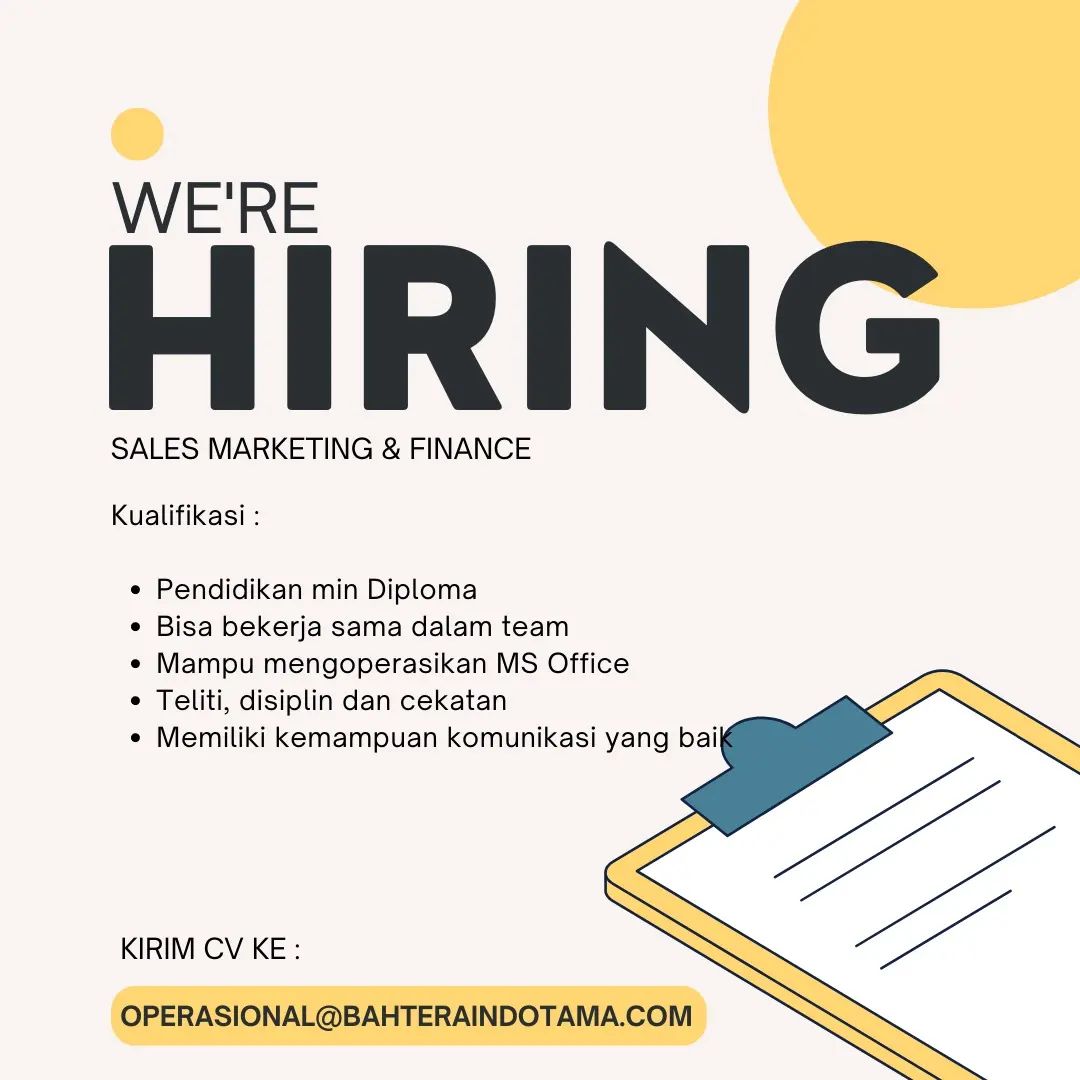 WE'RE
HIRING
SALES MARKETING & FINANCE
Kualifikasi :
• Pendidikan min Diploma
• Bisa bekerja sama dalam team
• Mampu mengoperasikan MS Office
• Teliti, disiplin dan cekatan
• Memiliki kemampuan komunikasi yang baik
KIRIM CV KE :
OPERASIONAL@BAHTERAINDOTAMA.COM